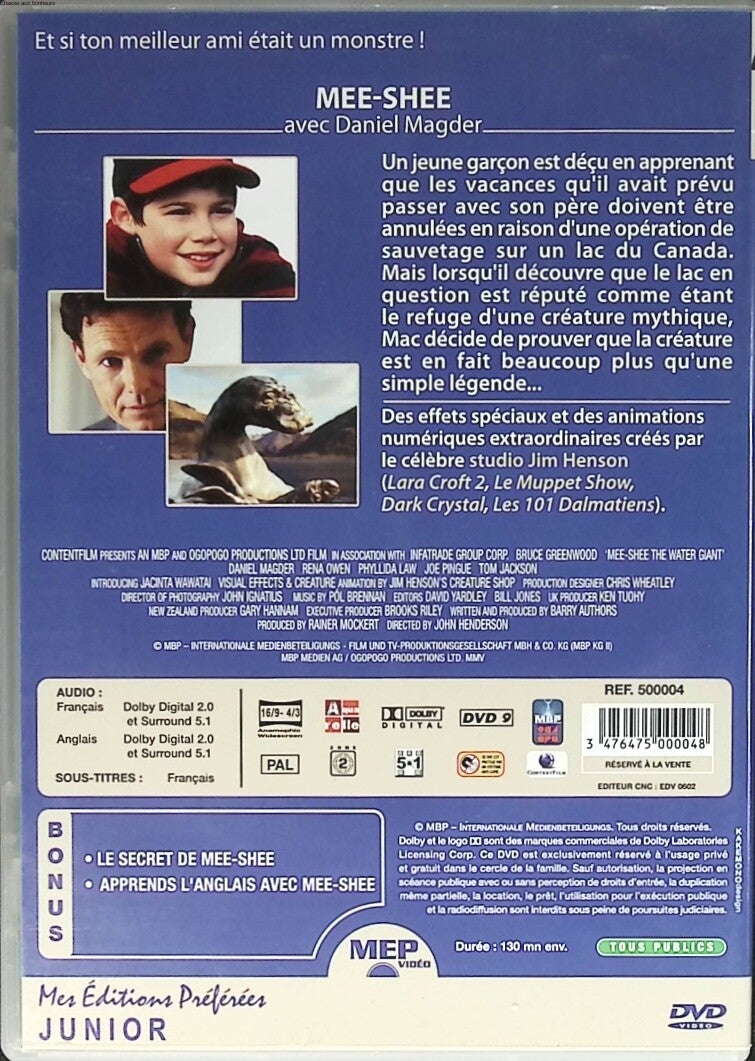 Chasse aux bonheurs
Et si ton meilleur ami était un monstre !
MEE-SHEE
avec Daniel Magder
Un jeune garçon est déçu en apprenant
que les vacances qu'il avait prévu
passer avec son père doivent être
annulées en raison d'une opération de
sauvetage sur un lac du Canada.
Mais lorsqu'il découvre que le lac en
question est réputé comme étant
le refuge d'une créature mythique,
Mac décide de prouver que la créature
est en fait beaucoup plus qu'une
simple légende...
Des effets spéciaux et des animations
numériques extraordinaires créés par
le célèbre studio Jim Henson
(Lara Croft 2, Le Muppet Show,
Dark Crystal, Les 101 Dalmatiens).
CONTENTFILM PRESENTS AN MBP AND OGOPOGO PRODUCTIONS LTD FILM IN ASSOCIATION WITH INFATRADE GROUP CORP. BRUCE GREENWOOD 'MEE-SHEE THE WATER GIANT'
DANIEL MAGDER RENA OWEN PHYLLIDA LAW JOE PINGUE TOM JACKSON
INTRODUCING JACINTA WAWATAI VISUAL EFFECTS & CREATURE ANIMATION BY JIM HENSON'S CREATURE SHOP PRODUCTION DESIGNER CHRIS WHEATLEY
DIRECTOR OF PHOTOGRAPHY JOHN IGNATIUS MUSIC BY PÓL BRENNAN EDITORS DAVID YARDLEY BILL JONES UK PRODUCER KEN TUOHY
NEW ZEALAND PRODUCER GARY HANNAM EXECUTIVE PRODUCER BROOKS RILEY WRITTEN AND PRODUCED BY BARRY AUTHORS
PRODUCED BY RAINER MOCKERT DIRECTED BY JOHN HENDERSON
© MBP – INTERNATIONALE MEDIENBETEILIGUNGS - FILM UND TV-PRODUKTIONSGESELLSCHAFT MBH & CO. KG (MBP KG II)
MBP MEDIEN AG / OGOPOGO PRODUCTIONS LTD. MMV
AUDIO :
Français Dolby Digital 2.0
et Surround 5.1
Anglais Dolby Digital 2.0
et Surround 5.1
SOUS-TITRES : Français
16/9- 4/3
Anamorphic
Widescreen
DOLBY
DIGITAL
DVD 9
MBP
PAL
ZONE
2
5.1
ContentFilm
REF. 500004
3 476475 000048
RÉSERVÉ À LA VENTE
EDITEUR CNC : EDV 0602
BONUS
• LE SECRET DE MEE-SHEE
• APPRENDS L'ANGLAIS AVEC MEE-SHEE
© MBP – INTERNATIONALE MEDIENBETEILIGUNGS. Tous droits réservés.
Dolby et le logo DD sont des marques commerciales de Dolby Laboratories
Licensing Corp. Ce DVD est exclusivement réservé à l'usage privé
et gratuit dans le cercle de la famille. Sauf autorisation, la projection en
séance publique avec ou sans perception de droits d'entrée, la duplication
même partielle, la location, le prêt, l'utilisation pour l'exécution publique
et la radiodiffusion sont interdits sous peine de poursuites judiciaires.
MEP
VIDÉO
Durée : 130 mn env.
TOUS PUBLICS
Mes Éditions Préférées
JUNIOR
DVD
VIDEO